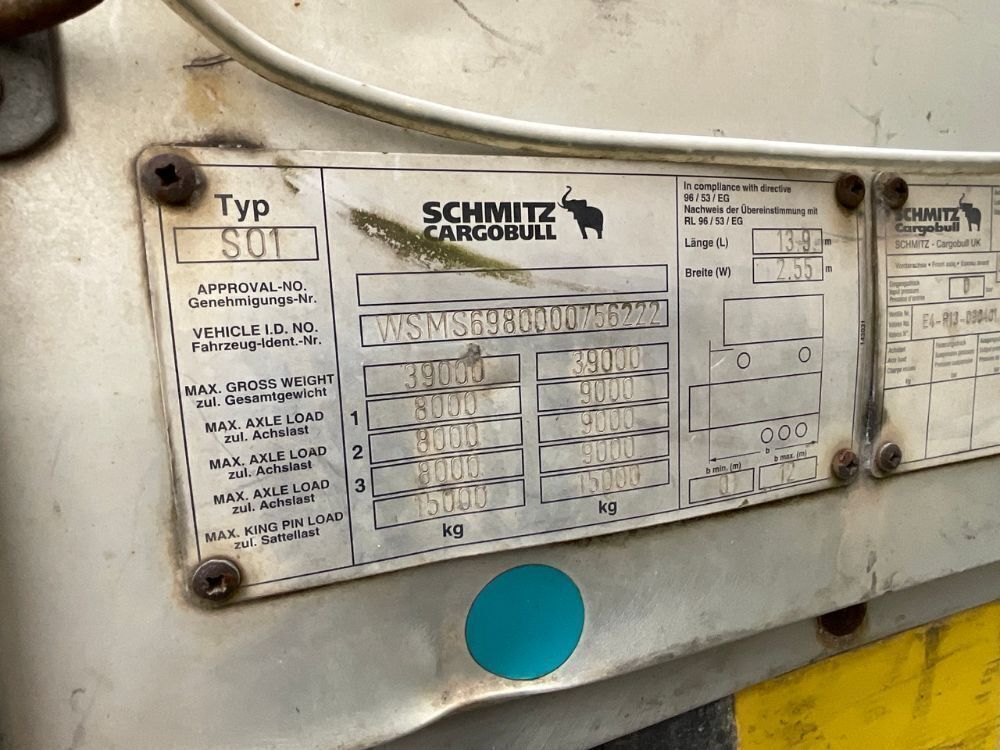 Typ
S01
APPROVAL-NO.
Genehmigungs-Nr.
VEHICLE I.D. NO.
Fahrzeug-Ident.-Nr.
MAX. GROSS WEIGHT
zul. Gesamtgewicht
MAX. AXLE LOAD
zul. Achslast
MAX. AXLE LOAD
zul. Achslast
MAX. AXLE LOAD
zul. Achslast
MAX. KING PIN LOAD
zul. Sattellast
1
2
3
SCHMITZ
CARGOBULL
WSMS6980000756222
39000 39000
8000 9000
8000 9000
8000 9000
15000 15000
kg kg
In compliance with directive
96 / 53 / EG
Nachweis der Übereinstimmung mit
RL 96 / 53 / EG
Länge (L) 13.9 m
Breite (W) 2.55 m
b
b min. (m) b max. (m)
01 12
SCHMITZ
Cargobull
SCHMITZ - Cargobull UK
0